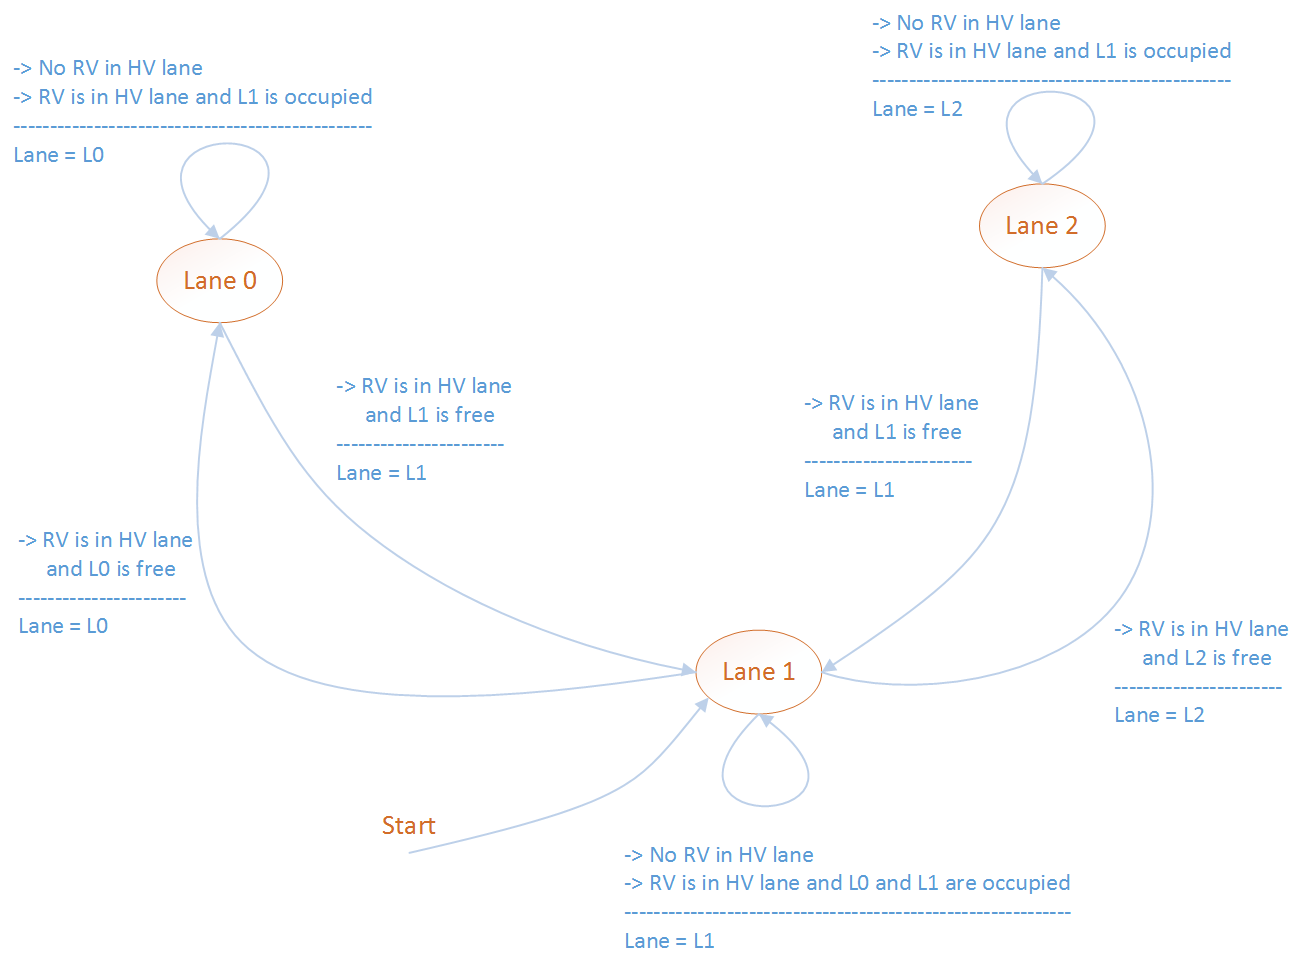 -> No RV in HV lane
-> RV is in HV lane and L1 is occupied
-------------------------------------------------
Lane = L2
-> No RV in HV lane
-> RV is in HV lane and L1 is occupied
-------------------------------------------------
Lane = L0
Lane 2
Lane 0
-> RV is in HV lane
and L1 is free
-----------------------
Lane = L1
-> RV is in HV lane
and L1 is free
-----------------------
Lane = L1
-> RV is in HV lane
and L0 is free
-----------------------
Lane = L0
-> RV is in HV lane
and L2 is free
-----------------------
Lane = L2
Lane 1
Start
-> No RV in HV lane
-> RV is in HV lane and L0 and L1 are occupied
-------------------------------------------------------------
Lane = L1